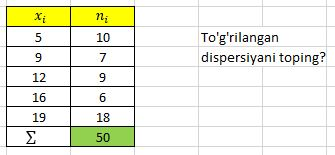 xᵢ nᵢ
5 10
9 7
12 9
16 6
19 18
∑ 50
To'g'rilangan
dispersiyani toping?